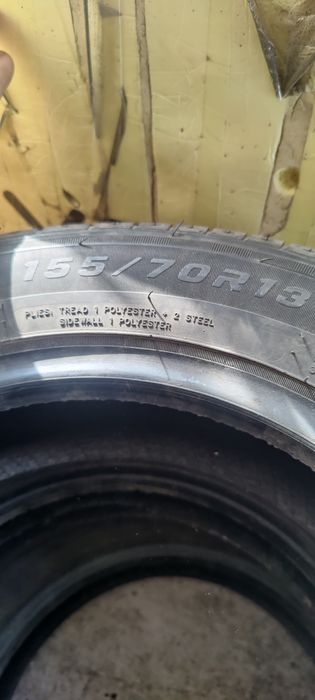 155/70R13
PLIES: TREAD 1 POLYESTER + 2 STEEL
SIDEWALL 1 POLYESTER